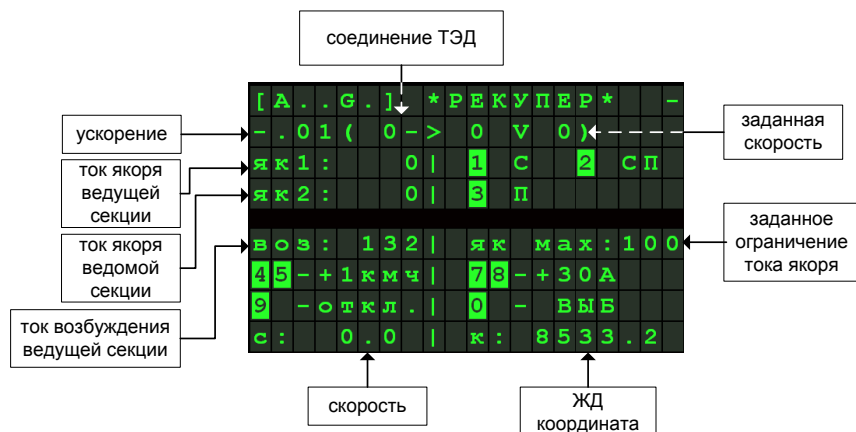 соединение ТЭД
[A..G.] *РЕКУПЕР* -
-.01( 0-> 0 V 0)
як1: 0| 1 С 2 СП
як2: 0| 3 П
воз: 132| як мах:100
45-+1кмч| 78-+30А
9 -откл.| 0 - ВЫБ
с: 0.0 | к: 8533.2
ускорение
ток якоря
ведущей
секции
ток якоря
ведомой
секции
ток возбуждения
ведущей секции
заданная
скорость
заданное
ограничение
тока якоря
скорость
ЖД
координата